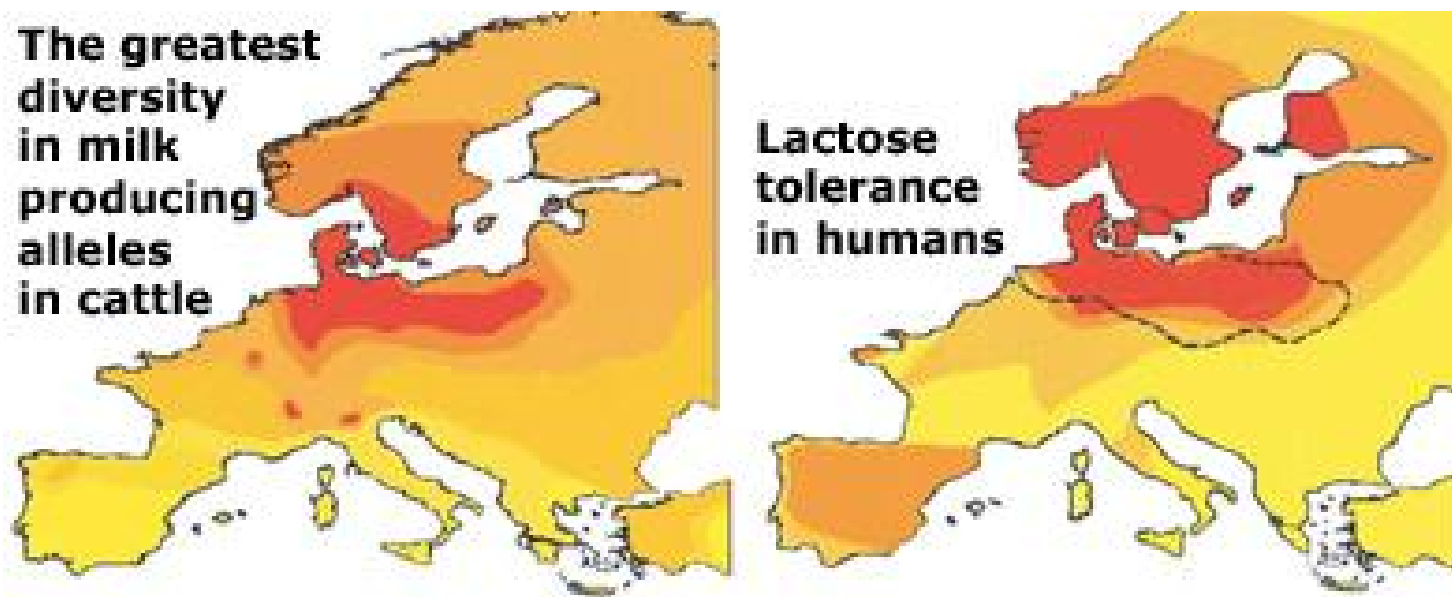 The greatest
diversity
in milk
producing
alleles
in cattle
Lactose
tolerance
in humans